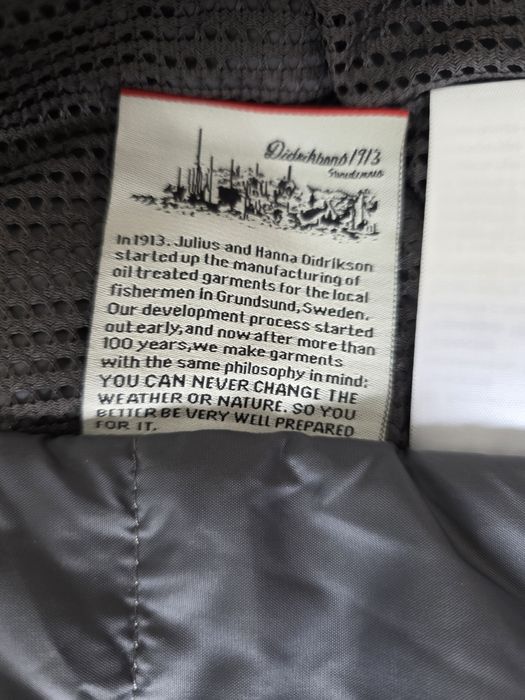 1913
In 1913. Julius and Hanna Didrikson
started up the manufacturing of
oil treated garments for the local
fishermen in Grundsund, Sweden.
Our development process started
out early, and now after more than
100 years, we make garments
with the same philosophy in mind:
YOU CAN NEVER CHANGE THE
WEATHER OR NATURE. SO YOU
BETTER BE VERY WELL PREPARED
FOR IT.